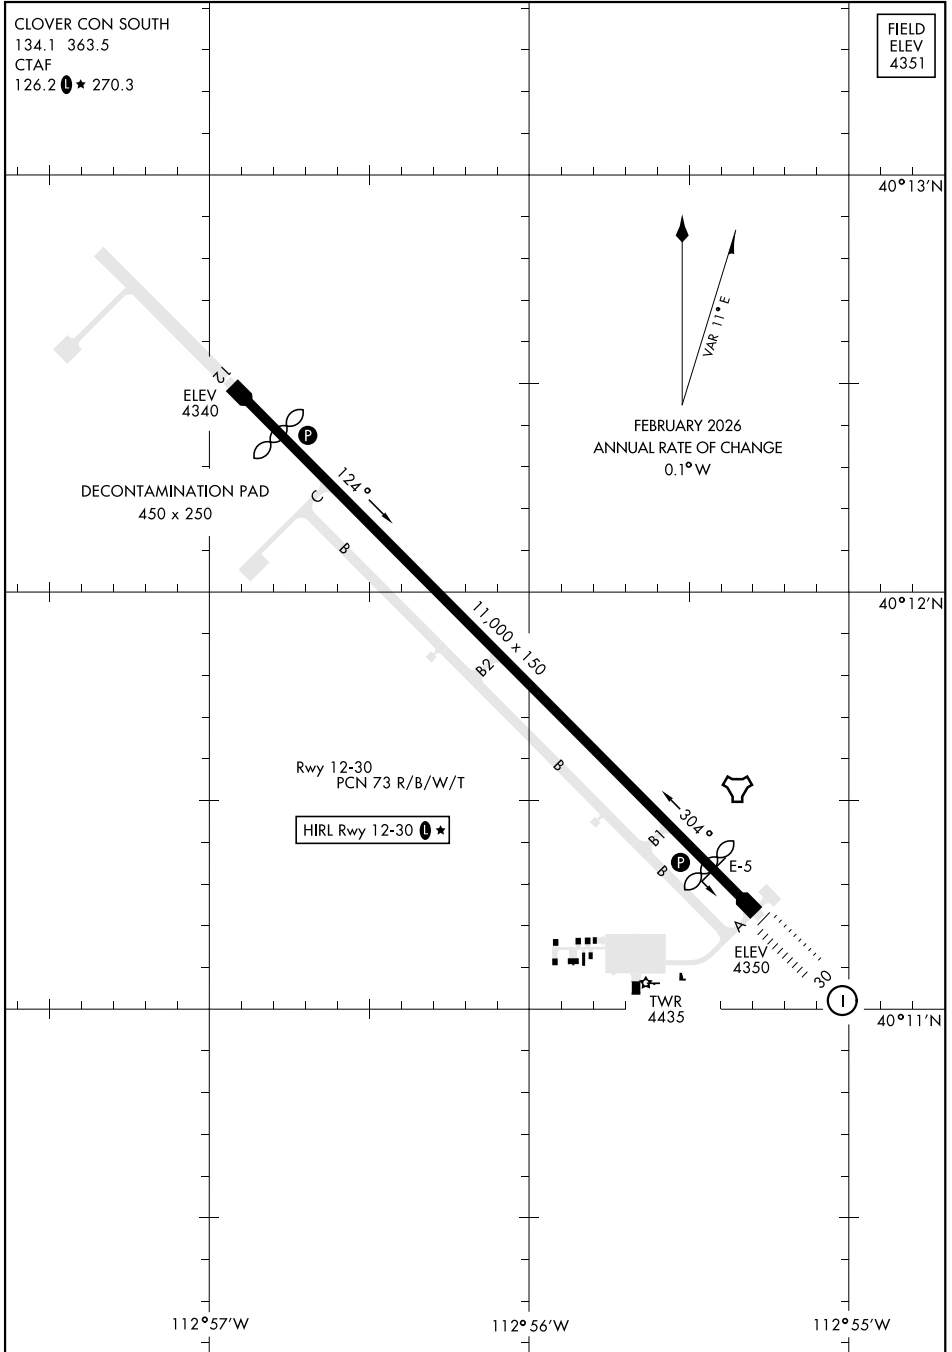 CLOVER CON SOUTH
134.1 363.5
CTAF
126.2 L ★ 270.3
FIELD
ELEV
4351
40°13'N
VAR 11° E
FEBRUARY 2026
ANNUAL RATE OF CHANGE
0.1° W
12
ELEV
4340
P
124°
DECONTAMINATION PAD
450 x 250
C
B
40°12'N
11,000 x 150
B2
B
Rwy 12-30
PCN 73 R/B/W/T
HIRL Rwy 12-30 L ★
304°
B1
P
B
E-5
A
ELEV
4350
30
I
TWR
4435
40°11'N
112°57'W
112°56'W
112°55'W